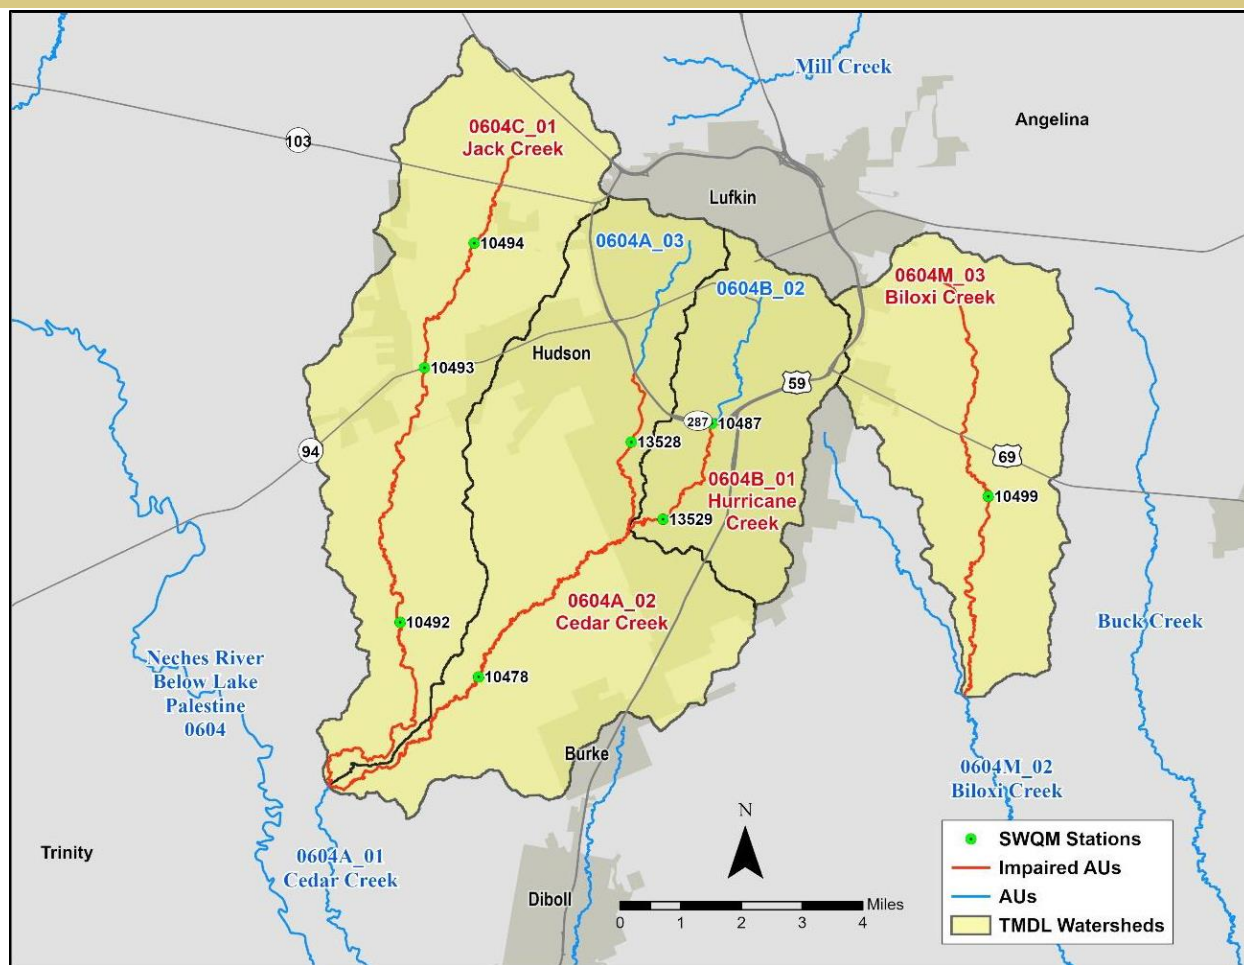 Mill Creek
Angelina
103
0604C_01
Jack Creek
Lufkin
10494
0604A_03
0604B_02
0604M_03
Biloxi Creek
Hudson
10493
59
287
10487
94
13528
69
0604B_01
Hurricane
Creek
10499
13529
0604A_02
Cedar Creek
10492
Buck Creek
Neches River
Below Lake
Palestine
0604
10478
Burke
0604M_02
Biloxi Creek
Trinity
0604A_01
Cedar Creek
Diboll
N
Miles
0 1 2 3 4
SWQM Stations
Impaired AUs
AUs
TMDL Watersheds